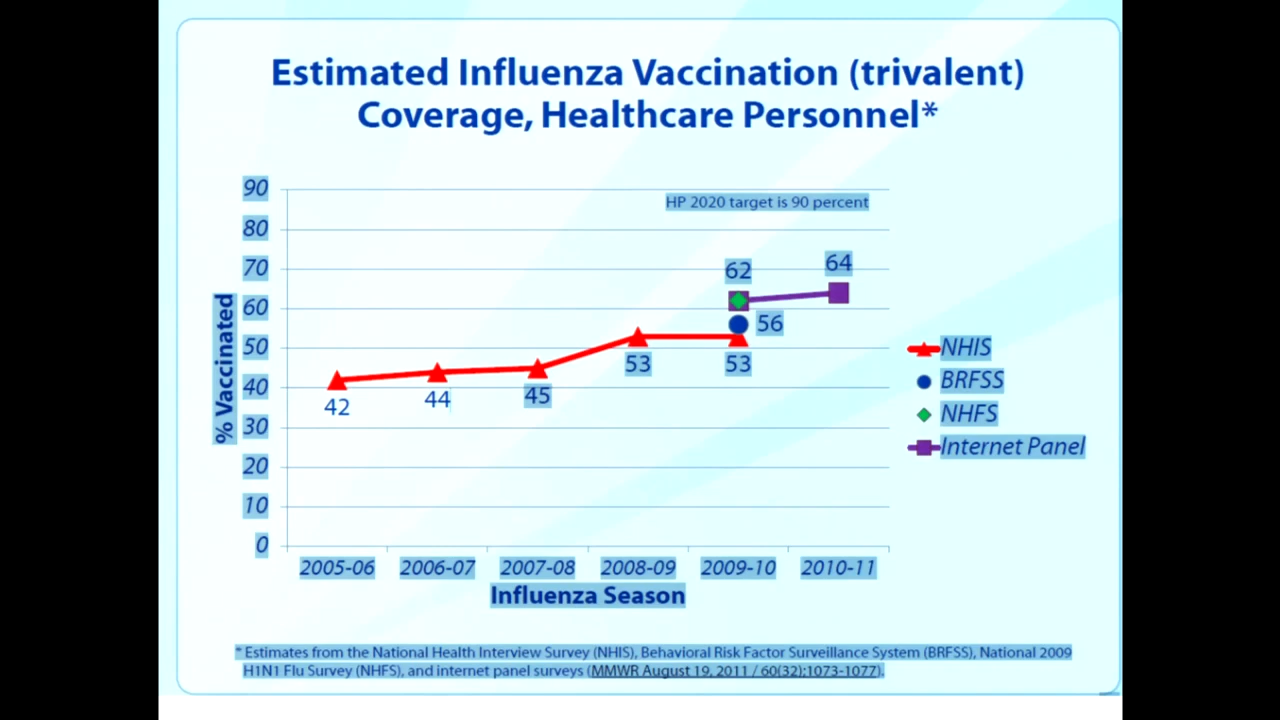 Estimated Influenza Vaccination (trivalent)
Coverage, Healthcare Personnel*
90
80
70
60
50
40
30
20
10
0
% Vaccinated
HP 2020 target is 90 percent
42
44
45
53
53
56
62
64
2005-06 2006-07 2007-08 2008-09 2009-10 2010-11
Influenza Season
NHIS
BRFSS
NHFS
Internet Panel
* Estimates from the National Health Interview Survey (NHIS), Behavioral Risk Factor Surveillance System (BRFSS), National 2009
H1N1 Flu Survey (NHFS), and internet panel surveys (MMWR August 19, 2011 / 60(32);1073-1077).